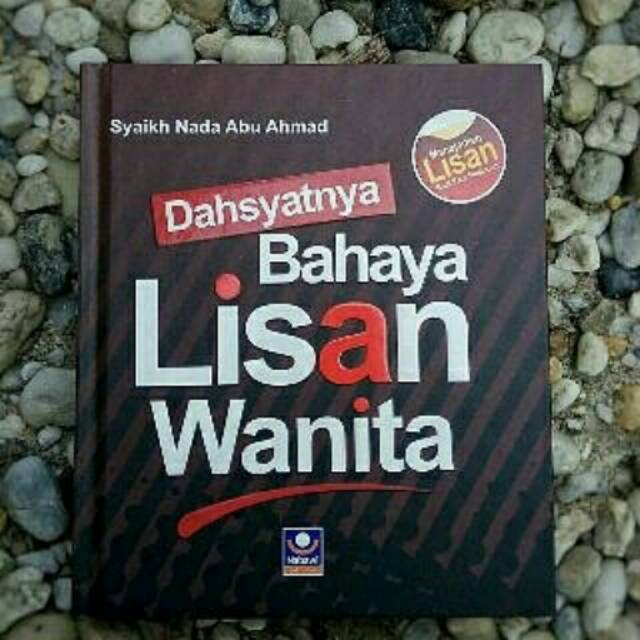 Syaikh Nada Abu Ahmad
Lisan
Dahsyatnya
Bahaya
Lisan
Wanita